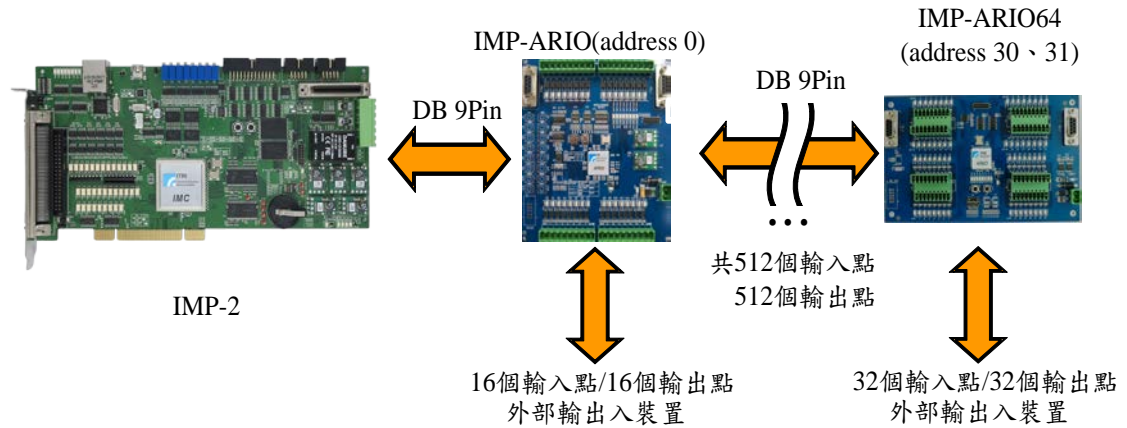 IMP-ARIO64
(address 30、31)
IMP-ARIO(address 0)
DB 9Pin
DB 9Pin
IMC
IMP-2
共512個輸入點
512個輸出點
16個輸入點/16個輸出點
外部輸出入裝置
32個輸入點/32個輸出點
外部輸出入裝置